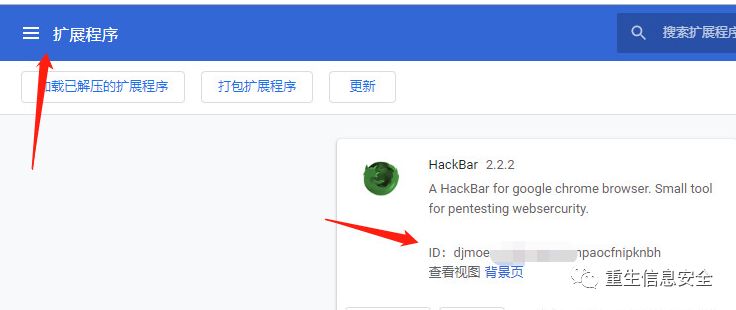 扩展程序
搜索扩展程序
加载已解压的扩展程序 打包扩展程序 更新
HackBar 2.2.2
A HackBar for google chrome browser. Small tool
for pentesting websercurity.
ID: djmoe npaocfnipknbh
查看视图 背景页
重生信息安全